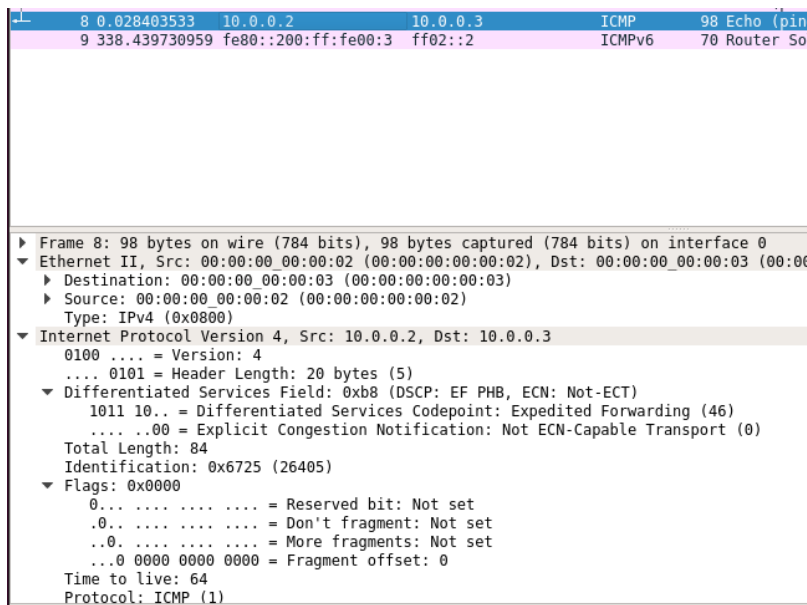 8 0.028403533 10.0.0.2 10.0.0.3 ICMP 98 Echo (pin
9 338.439730959 fe80::200:ff:fe00:3 ff02::2 ICMPv6 70 Router So
Frame 8: 98 bytes on wire (784 bits), 98 bytes captured (784 bits) on interface 0
Ethernet II, Src: 00:00:00_00:00:02 (00:00:00:00:00:02), Dst: 00:00:00_00:00:03 (00:00
Destination: 00:00:00_00:00:03 (00:00:00:00:00:03)
Source: 00:00:00_00:00:02 (00:00:00:00:00:02)
Type: IPv4 (0x0800)
Internet Protocol Version 4, Src: 10.0.0.2, Dst: 10.0.0.3
0100 .... = Version: 4
.... 0101 = Header Length: 20 bytes (5)
Differentiated Services Field: 0xb8 (DSCP: EF PHB, ECN: Not-ECT)
1011 10.. = Differentiated Services Codepoint: Expedited Forwarding (46)
.... ..00 = Explicit Congestion Notification: Not ECN-Capable Transport (0)
Total Length: 84
Identification: 0x6725 (26405)
Flags: 0x0000
0... .... .... .... = Reserved bit: Not set
.0.. .... .... .... = Don't fragment: Not set
..0. .... .... .... = More fragments: Not set
...0 0000 0000 0000 = Fragment offset: 0
Time to live: 64
Protocol: ICMP (1)